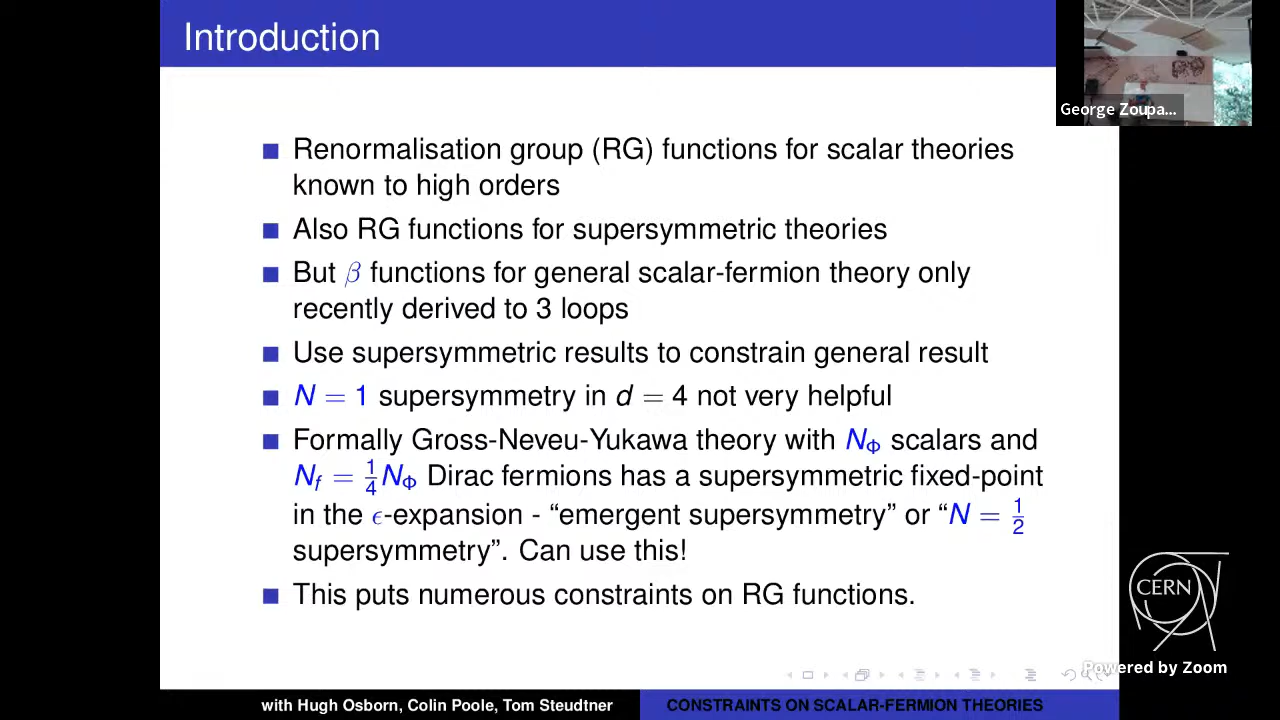 Introduction
George Zoupa...
Renormalisation group (RG) functions for scalar theories
known to high orders
Also RG functions for supersymmetric theories
But β functions for general scalar-fermion theory only
recently derived to 3 loops
Use supersymmetric results to constrain general result
N = 1 supersymmetry in d = 4 not very helpful
Formally Gross-Neveu-Yukawa theory with N_Φ scalars and
N_f = 1/4 N_Φ Dirac fermions has a supersymmetric fixed-point
in the ϵ-expansion - “emergent supersymmetry” or “N = 1/2
supersymmetry”. Can use this!
This puts numerous constraints on RG functions.
CERN
Powered by Zoom
with Hugh Osborn, Colin Poole, Tom Steudtner
CONSTRAINTS ON SCALAR-FERMION THEORIES